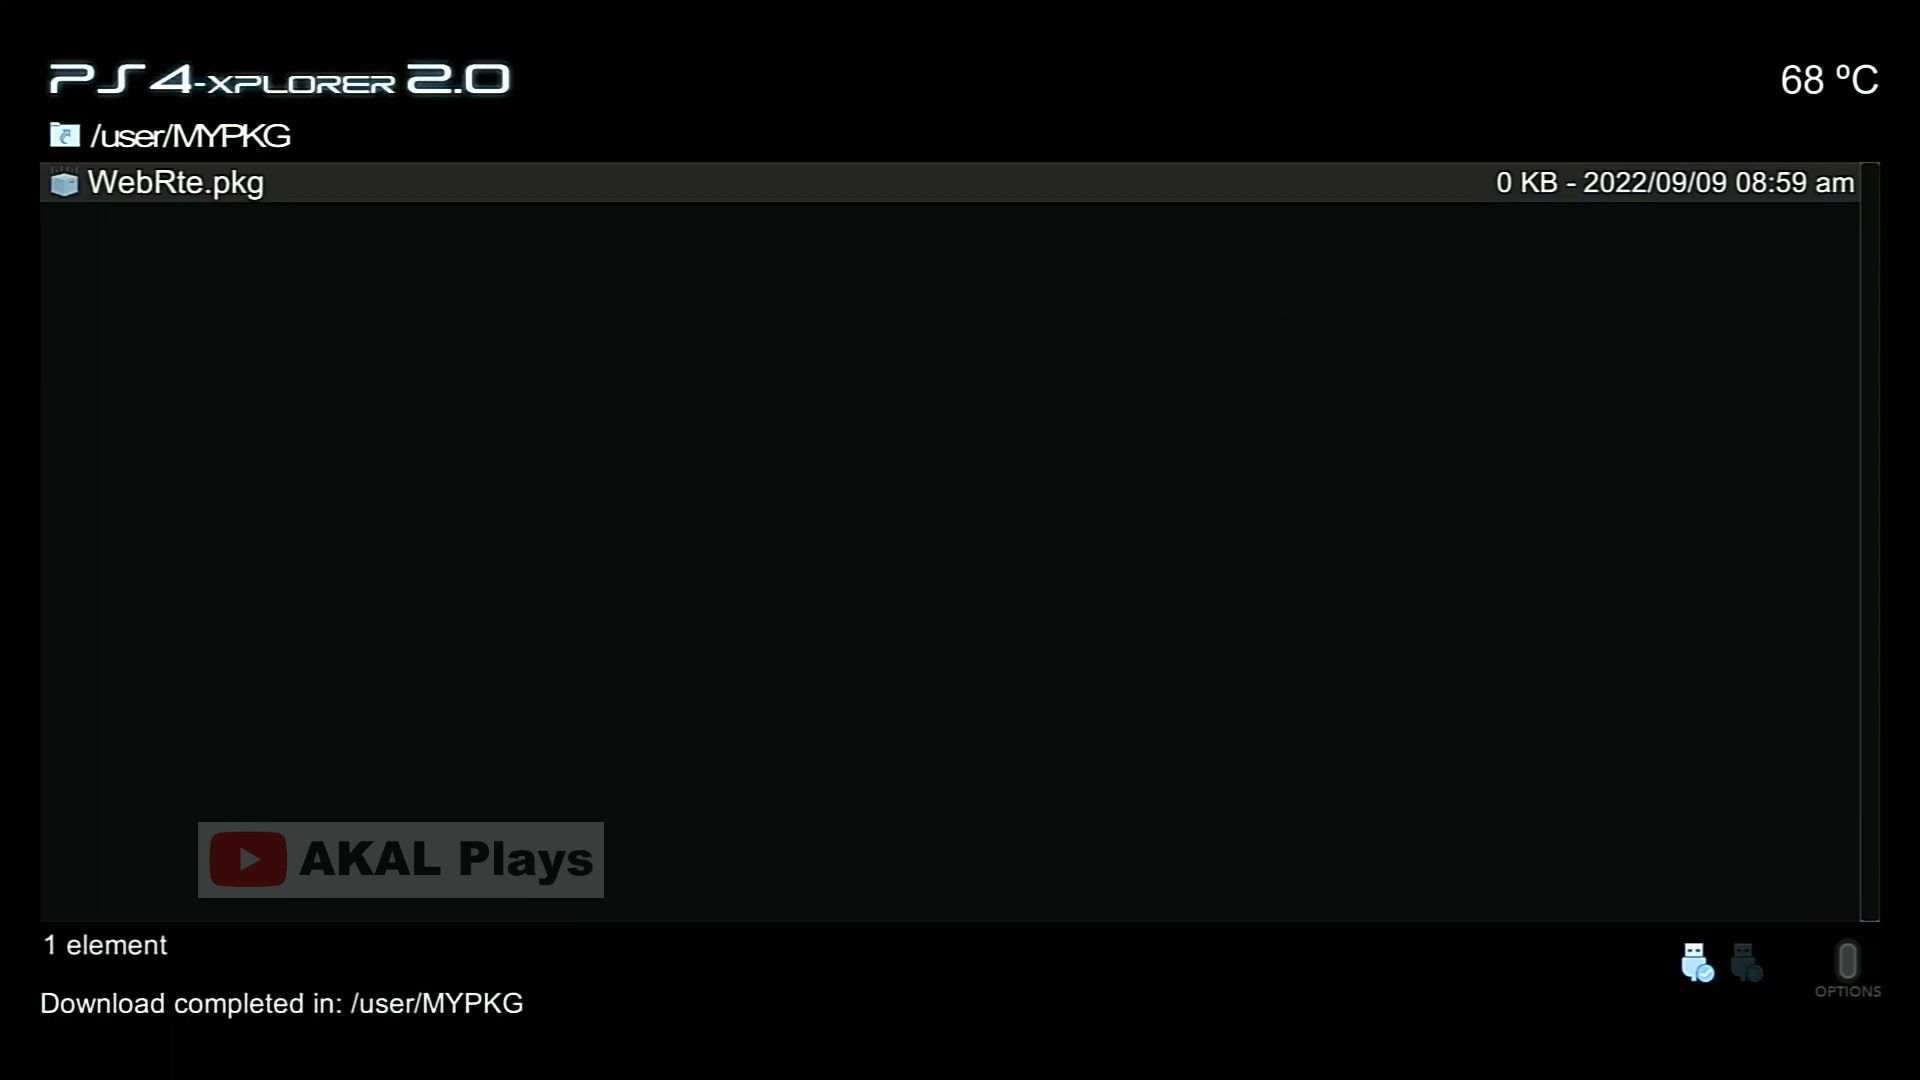 PS4-XPLORER 2.0
68 ºC
/user/MYPKG
WebRte.pkg
0 KB - 2022/09/09 08:59 am
AKAL Plays
1 element
OPTIONS
Download completed in: /user/MYPKG